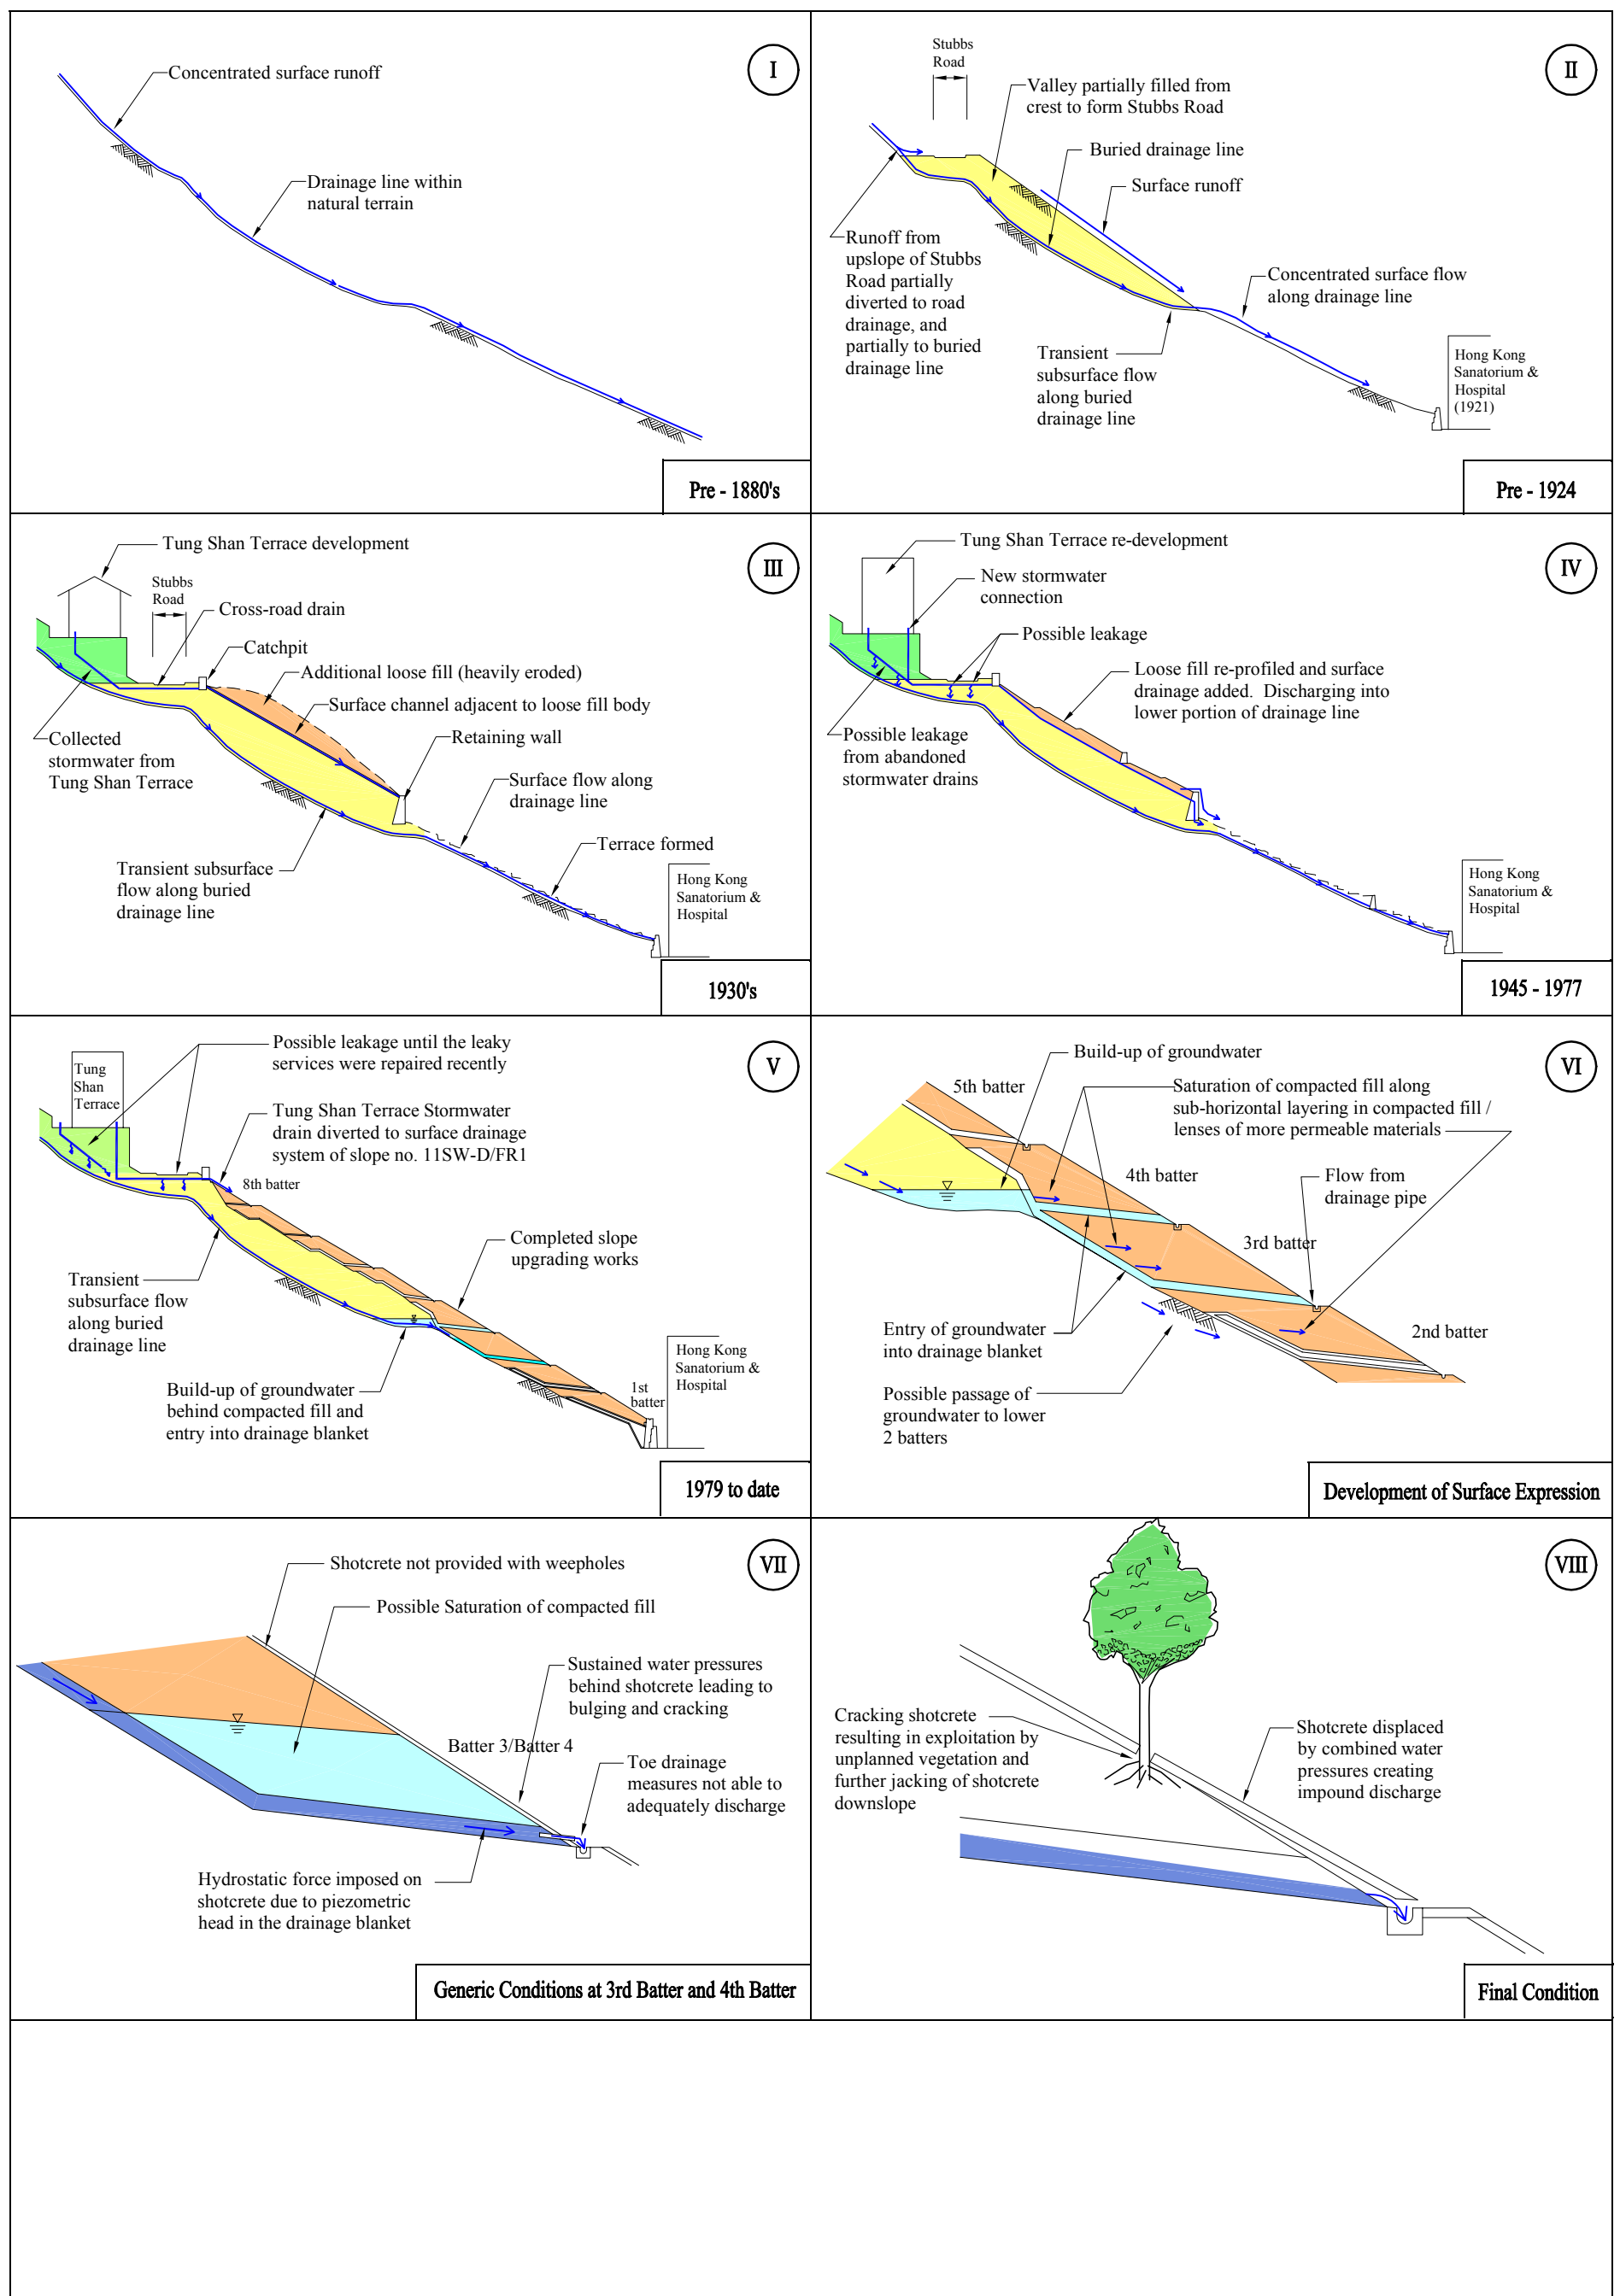 I
Concentrated surface runoff
Drainage line within
natural terrain
Pre - 1880's
II
Stubbs
Road
Valley partially filled from
crest to form Stubbs Road
Buried drainage line
Surface runoff
Runoff from
upslope of Stubbs
Road partially
diverted to road
drainage, and
partially to buried
drainage line
Concentrated surface flow
along drainage line
Transient
subsurface flow
along buried
drainage line
Hong Kong
Sanatorium &
Hospital
(1921)
Pre - 1924
III
Tung Shan Terrace development
Stubbs
Road
Cross-road drain
Catchpit
Additional loose fill (heavily eroded)
Surface channel adjacent to loose fill body
Retaining wall
Collected
stormwater from
Tung Shan Terrace
Surface flow along
drainage line
Terrace formed
Transient subsurface
flow along buried
drainage line
Hong Kong
Sanatorium &
Hospital
1930's
IV
Tung Shan Terrace re-development
New stormwater
connection
Possible leakage
Loose fill re-profiled and surface
drainage added.  Discharging into
lower portion of drainage line
Possible leakage
from abandoned
stormwater drains
Hong Kong
Sanatorium &
Hospital
1945 - 1977
V
Possible leakage until the leaky
services were repaired recently
Tung
Shan
Terrace
Tung Shan Terrace Stormwater
drain diverted to surface drainage
system of slope no. 11SW-D/FR1
8th batter
Completed slope
upgrading works
Transient
subsurface flow
along buried
drainage line
Build-up of groundwater
behind compacted fill and
entry into drainage blanket
1st
batter
Hong Kong
Sanatorium &
Hospital
1979 to date
VI
Build-up of groundwater
5th batter
Saturation of compacted fill along
sub-horizontal layering in compacted fill /
lenses of more permeable materials
4th batter
Flow from
drainage pipe
3rd batter
Entry of groundwater
into drainage blanket
2nd batter
Possible passage of
groundwater to lower
2 batters
Development of Surface Expression
VII
Shotcrete not provided with weepholes
Possible Saturation of compacted fill
Sustained water pressures
behind shotcrete leading to
bulging and cracking
Batter 3/Batter 4
Toe drainage
measures not able to
adequately discharge
Hydrostatic force imposed on
shotcrete due to piezometric
head in the drainage blanket
Generic Conditions at 3rd Batter and 4th Batter
VIII
Cracking shotcrete
resulting in exploitation by
unplanned vegetation and
further jacking of shotcrete
downslope
Shotcrete displaced
by combined water
pressures creating
impound discharge
Final Condition